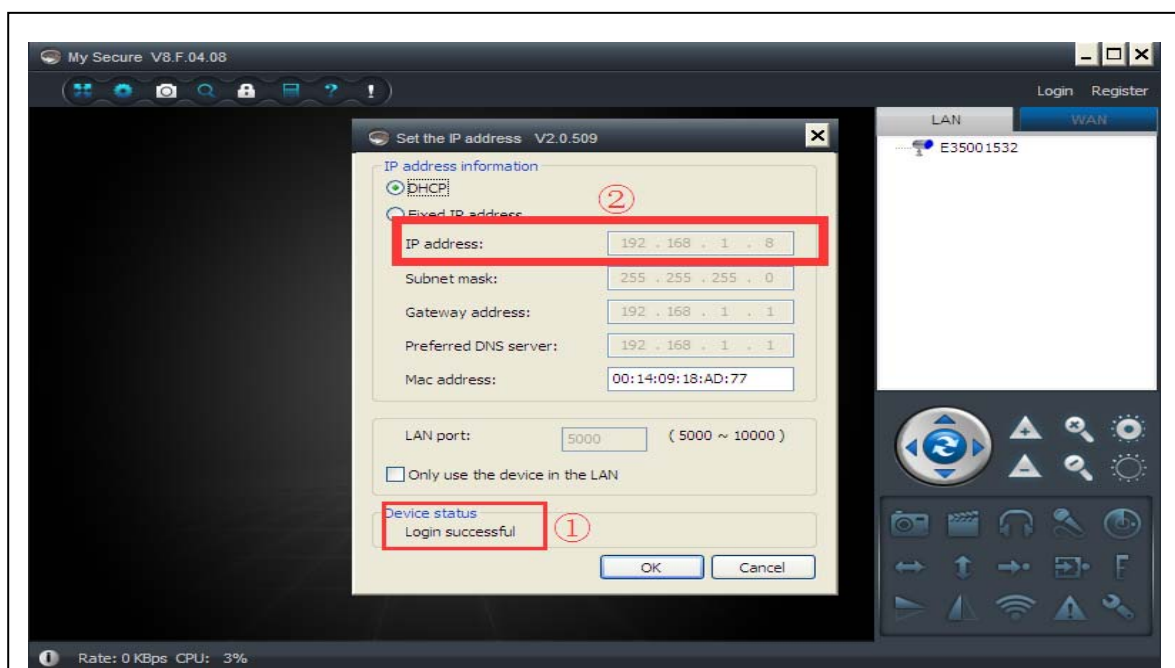 My Secure V8.F.04.08
Login Register
LAN WAN
E35001532
Set the IP address V2.0.509
IP address information
DHCP
②
Fixed IP address
IP address: 192 . 168 . 1 . 8
Subnet mask: 255 . 255 . 255 . 0
Gateway address: 192 . 168 . 1 . 1
Preferred DNS server: 192 . 168 . 1 . 1
Mac address: 00:14:09:18:AD:77
LAN port: 5000 ( 5000 ~ 10000 )
Only use the device in the LAN
Device status
Login successful ①
OK Cancel
F
Rate: 0 KBps CPU: 3%